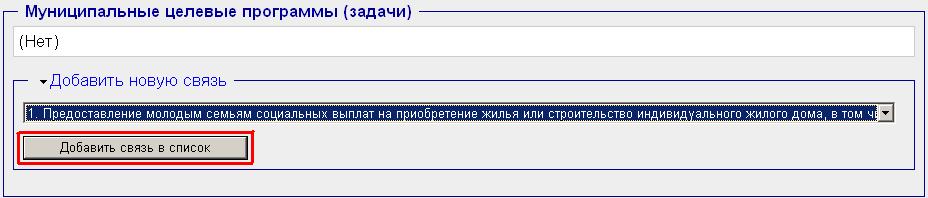 Муниципальные целевые программы (задачи)
(Нет)
Добавить новую связь
1. Предоставление молодым семьям социальных выплат на приобретение жилья или строительство индивидуального жилого дома, в том чи
Добавить связь в список